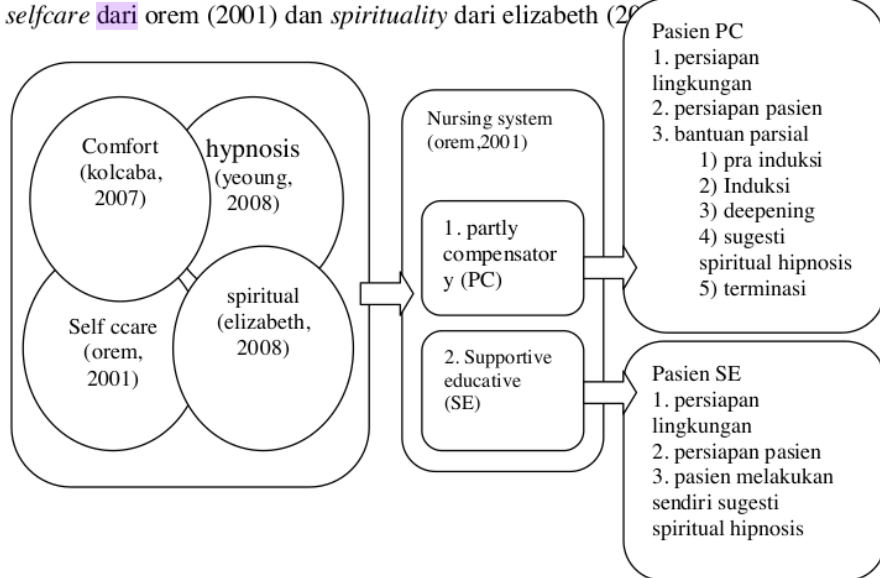 selfcare dari orem (2001) dan spirituality dari elizabeth (20
Comfort
(kolcaba,
2007)
hypnosis
(yeoung,
2008)
Self ccare
(orem,
2001)
spiritual
(elizabeth,
2008)
Nursing system
(orem,2001)
1. partly
compensator
y (PC)
2. Supportive
educative
(SE)
Pasien PC
1. persiapan
lingkungan
2. persiapan pasien
3. bantuan parsial
1) pra induksi
2) Induksi
3) deepening
4) sugesti
spiritual hipnosis
5) terminasi
Pasien SE
1. persiapan
lingkungan
2. persiapan pasien
3. pasien melakukan
sendiri sugesti
spiritual hipnosis